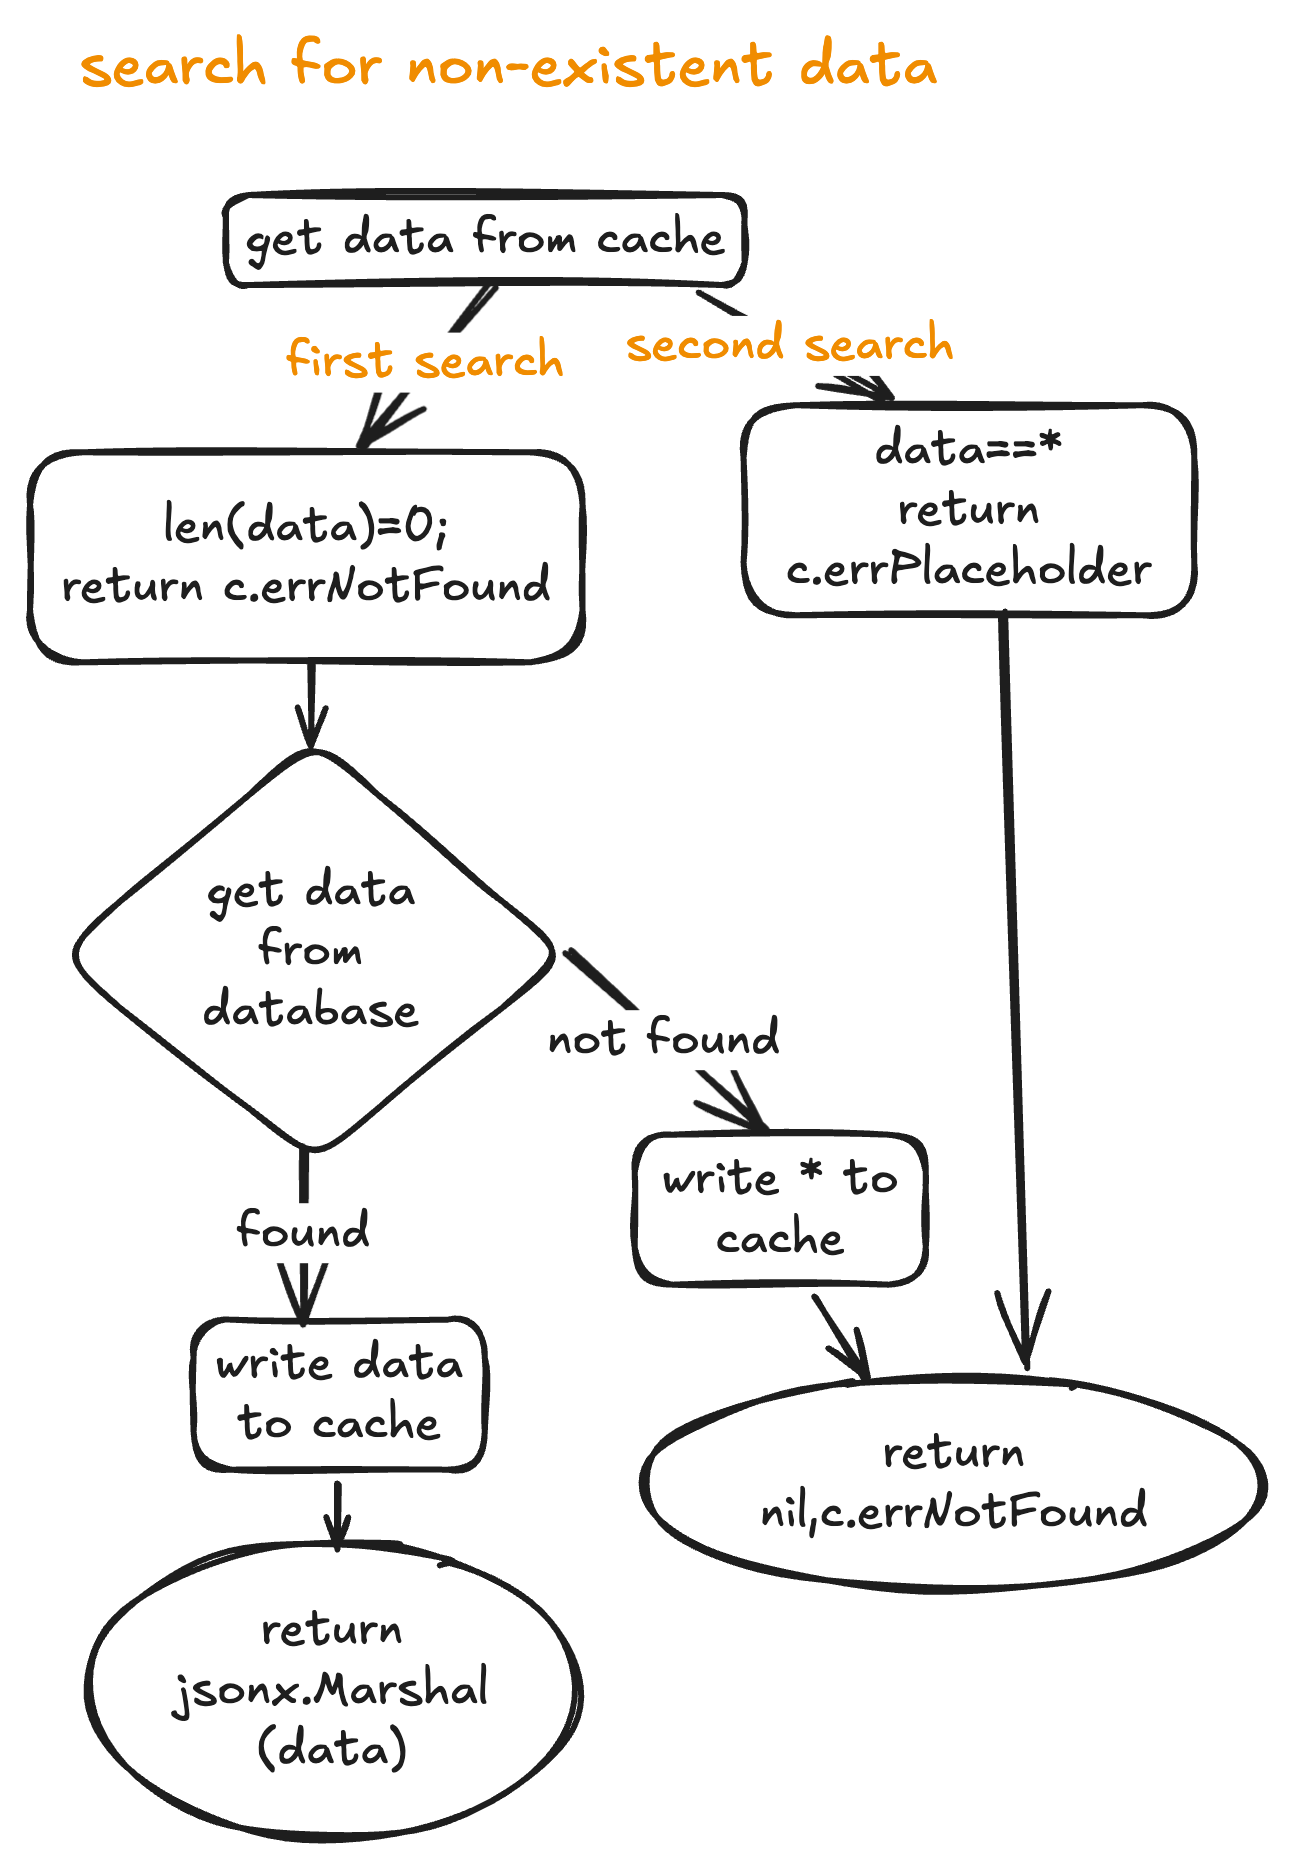 search for non-existent data
get data from cache
first search
second search
len(data)=0;
return c.errNotFound
data==*
return
c.errPlaceholder
get data
from
database
not found
found
write * to
cache
write data
to cache
return
nil,c.errNotFound
return
jsonx.Marshal
(data)